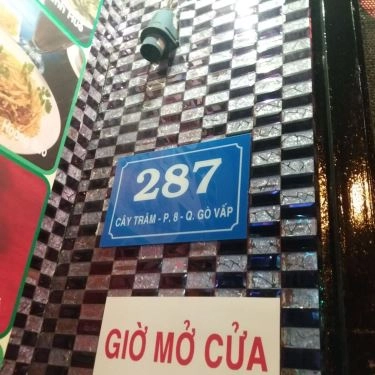 287
CÂY TRÂM - P. 8 - Q. GÒ VẤP
GIỜ MỞ CỬA